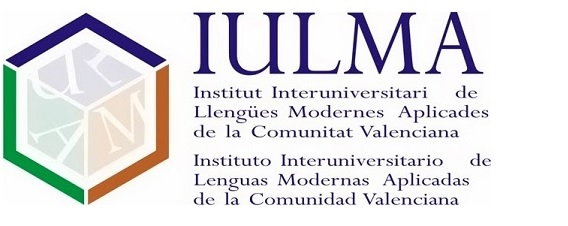 IULMA
Institut Interuniversitari de
Llengües Modernes Aplicades
de la Comunitat Valenciana
Instituto Interuniversitario de
Lenguas Modernas Aplicadas
de la Comunidad Valenciana